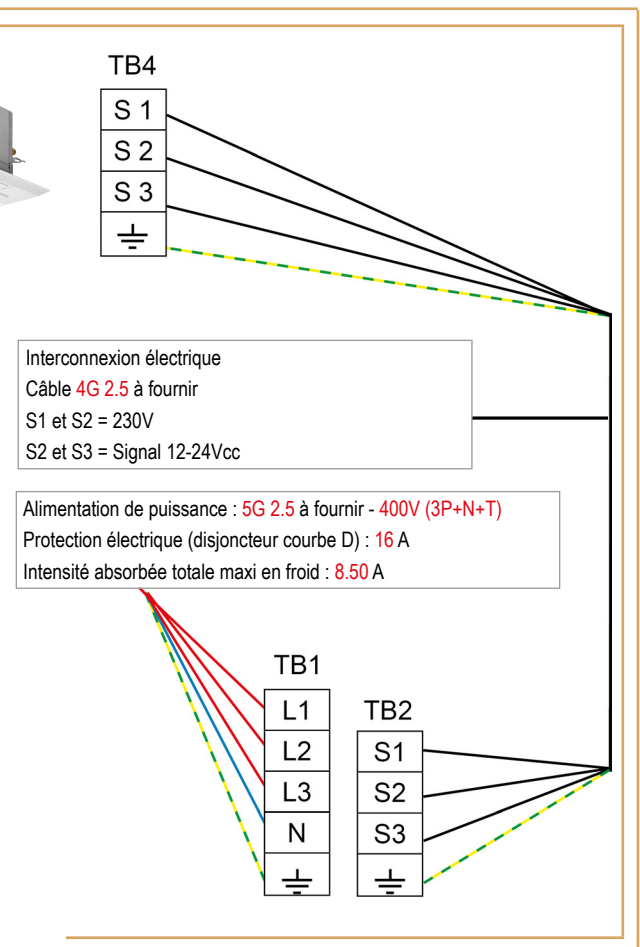 TB4
S 1
S 2
S 3
Interconnexion électrique
Câble 4G 2.5 à fournir
S1 et S2 = 230V
S2 et S3 = Signal 12-24Vcc
Alimentation de puissance : 5G 2.5 à fournir - 400V (3P+N+T)
Protection électrique (disjoncteur courbe D) : 16 A
Intensité absorbée totale maxi en froid : 8.50 A
TB1
L1
L2
L3
N
TB2
S1
S2
S3